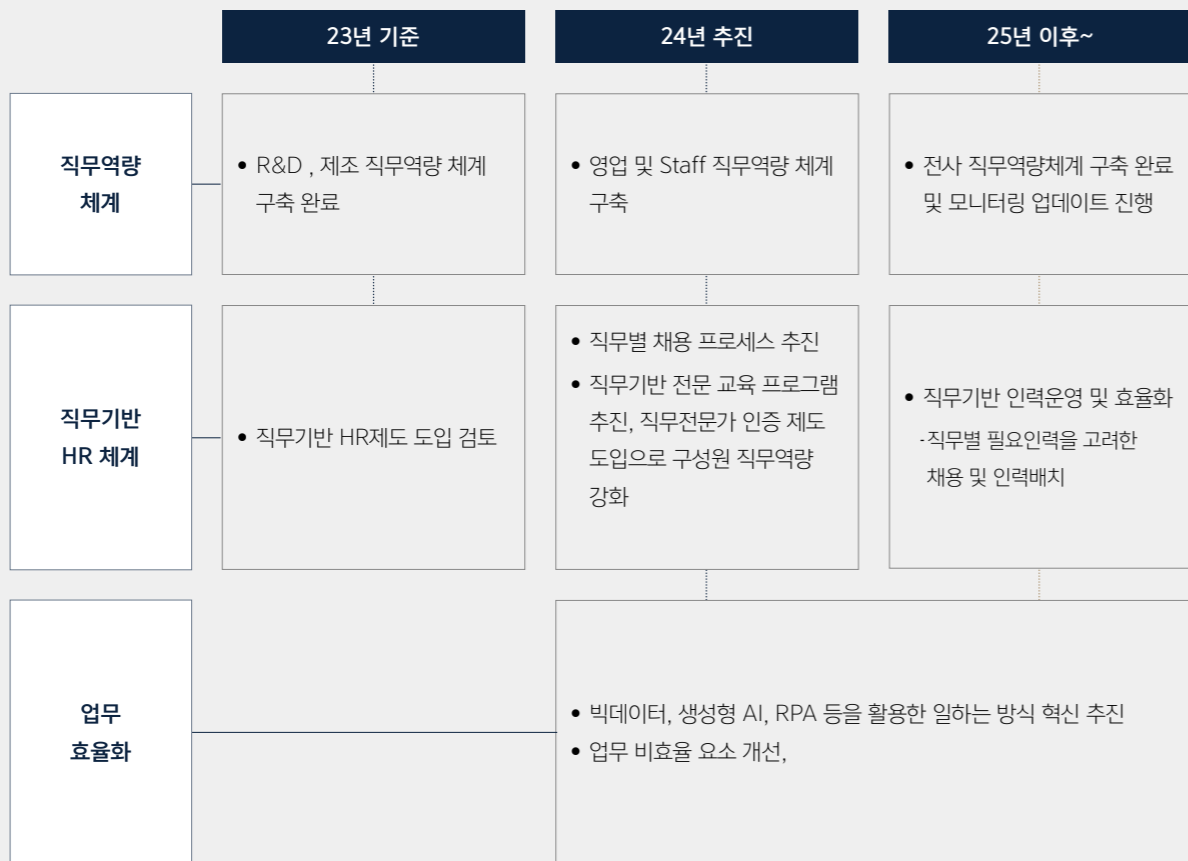 23년 기준
24년 추진
25년 이후~
직무역량
체계
• R&D , 제조 직무역량 체계
구축 완료
• 영업 및 Staff 직무역량 체계
구축
• 전사 직무역량체계 구축 완료
및 모니터링 업데이트 진행
직무기반
HR 체계
• 직무기반 HR제도 도입 검토
• 직무별 채용 프로세스 추진
• 직무기반 전문 교육 프로그램
추진, 직무전문가 인증 제도
도입으로 구성원 직무역량
강화
• 직무기반 인력운영 및 효율화
-직무별 필요인력을 고려한
채용 및 인력배치
업무
효율화
• 빅데이터, 생성형 AI, RPA 등을 활용한 일하는 방식 혁신 추진
• 업무 비효율 요소 개선,